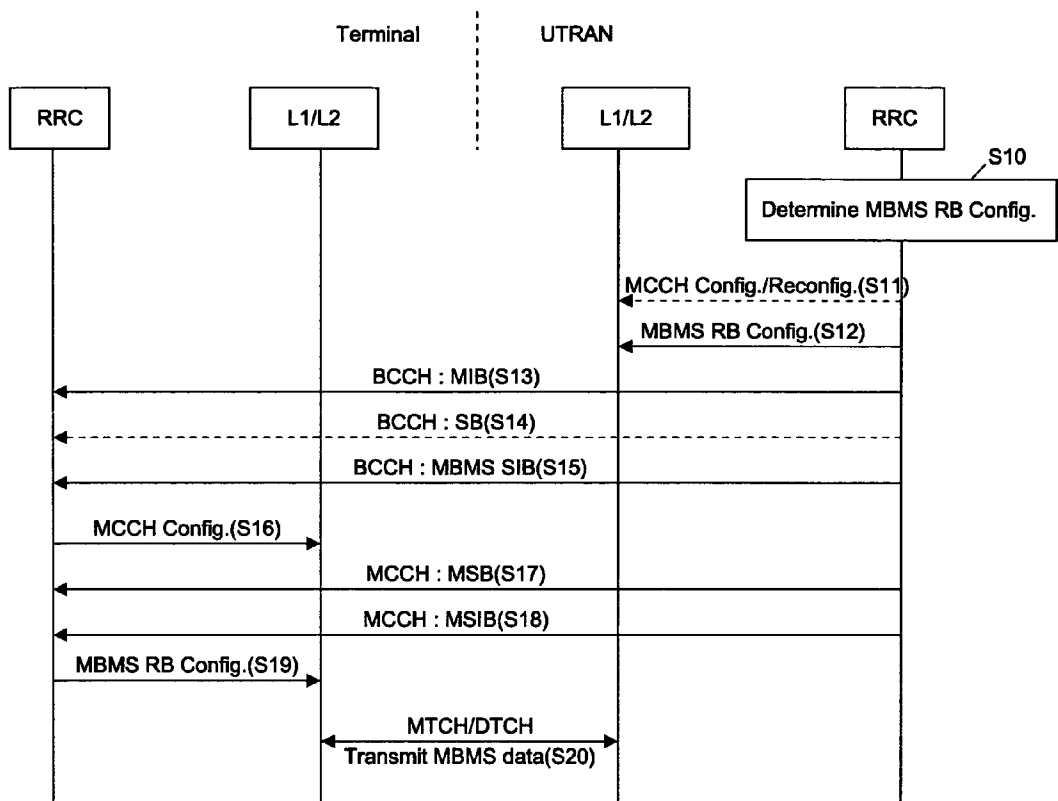 Terminal
UTRAN
RRC
L1/L2
L1/L2
RRC
S10
Determine MBMS RB Config.
MCCH Config./Reconfig.(S11)
MBMS RB Config.(S12)
BCCH : MIB(S13)
BCCH : SB(S14)
BCCH : MBMS SIB(S15)
MCCH Config.(S16)
MCCH : MSB(S17)
MCCH : MSIB(S18)
MBMS RB Config.(S19)
MTCH/DTCH
Transmit MBMS data(S20)